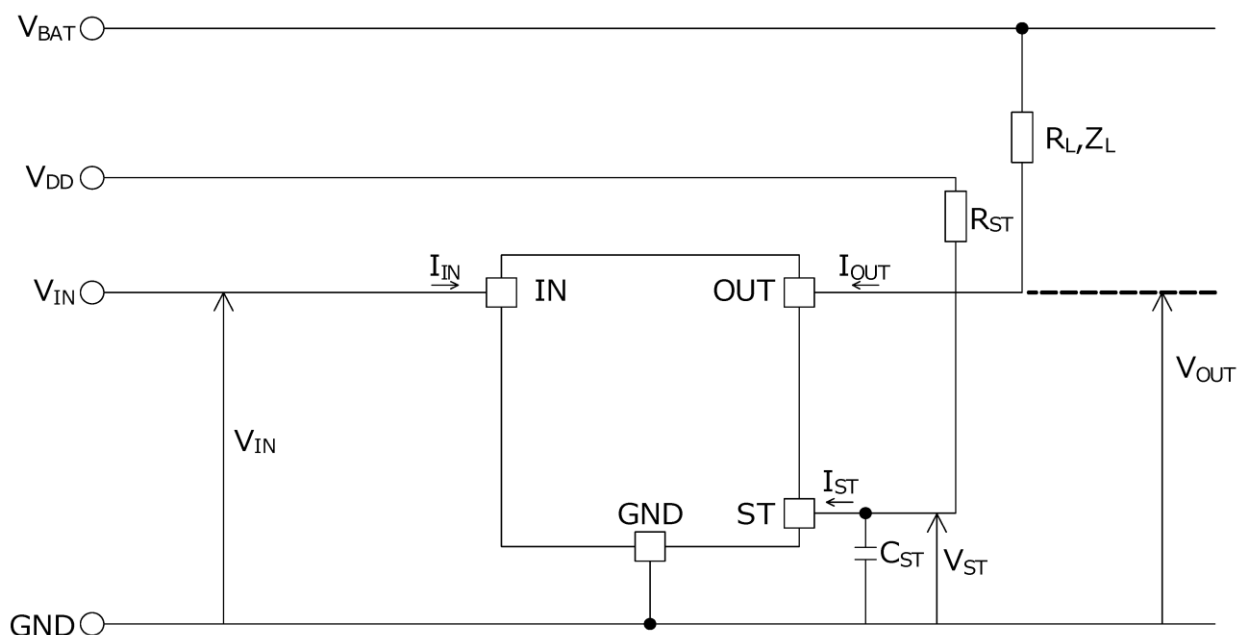 VBAT
RL,ZL
VDD
RST
IIN
IOUT
VIN
IN
OUT
VOUT
VIN
IST
GND
ST
CST
VST
GND